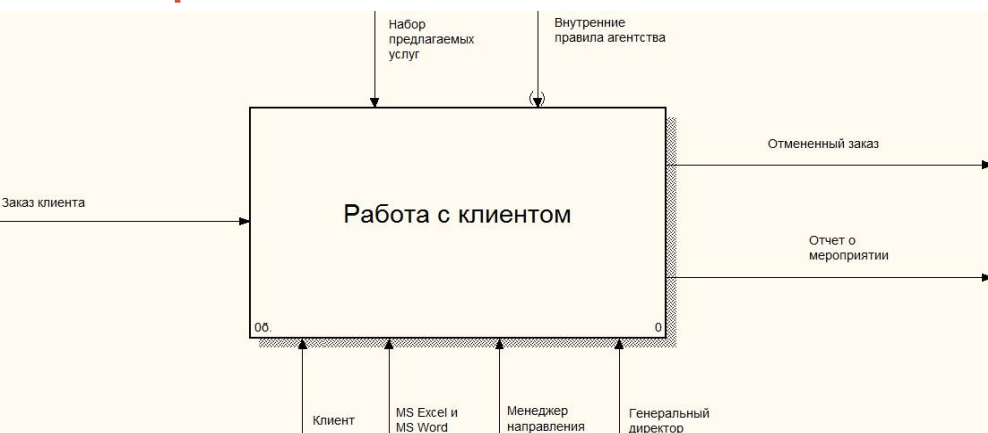 Набор
предлагаемых
услуг
Внутренние
правила агентства
Отмененный заказ
Заказ клиента
Работа с клиентом
Отчет о
мероприятии
0р.
0
Клиент
MS Excel и
MS Word
Менеджер
направления
Генеральный
директор